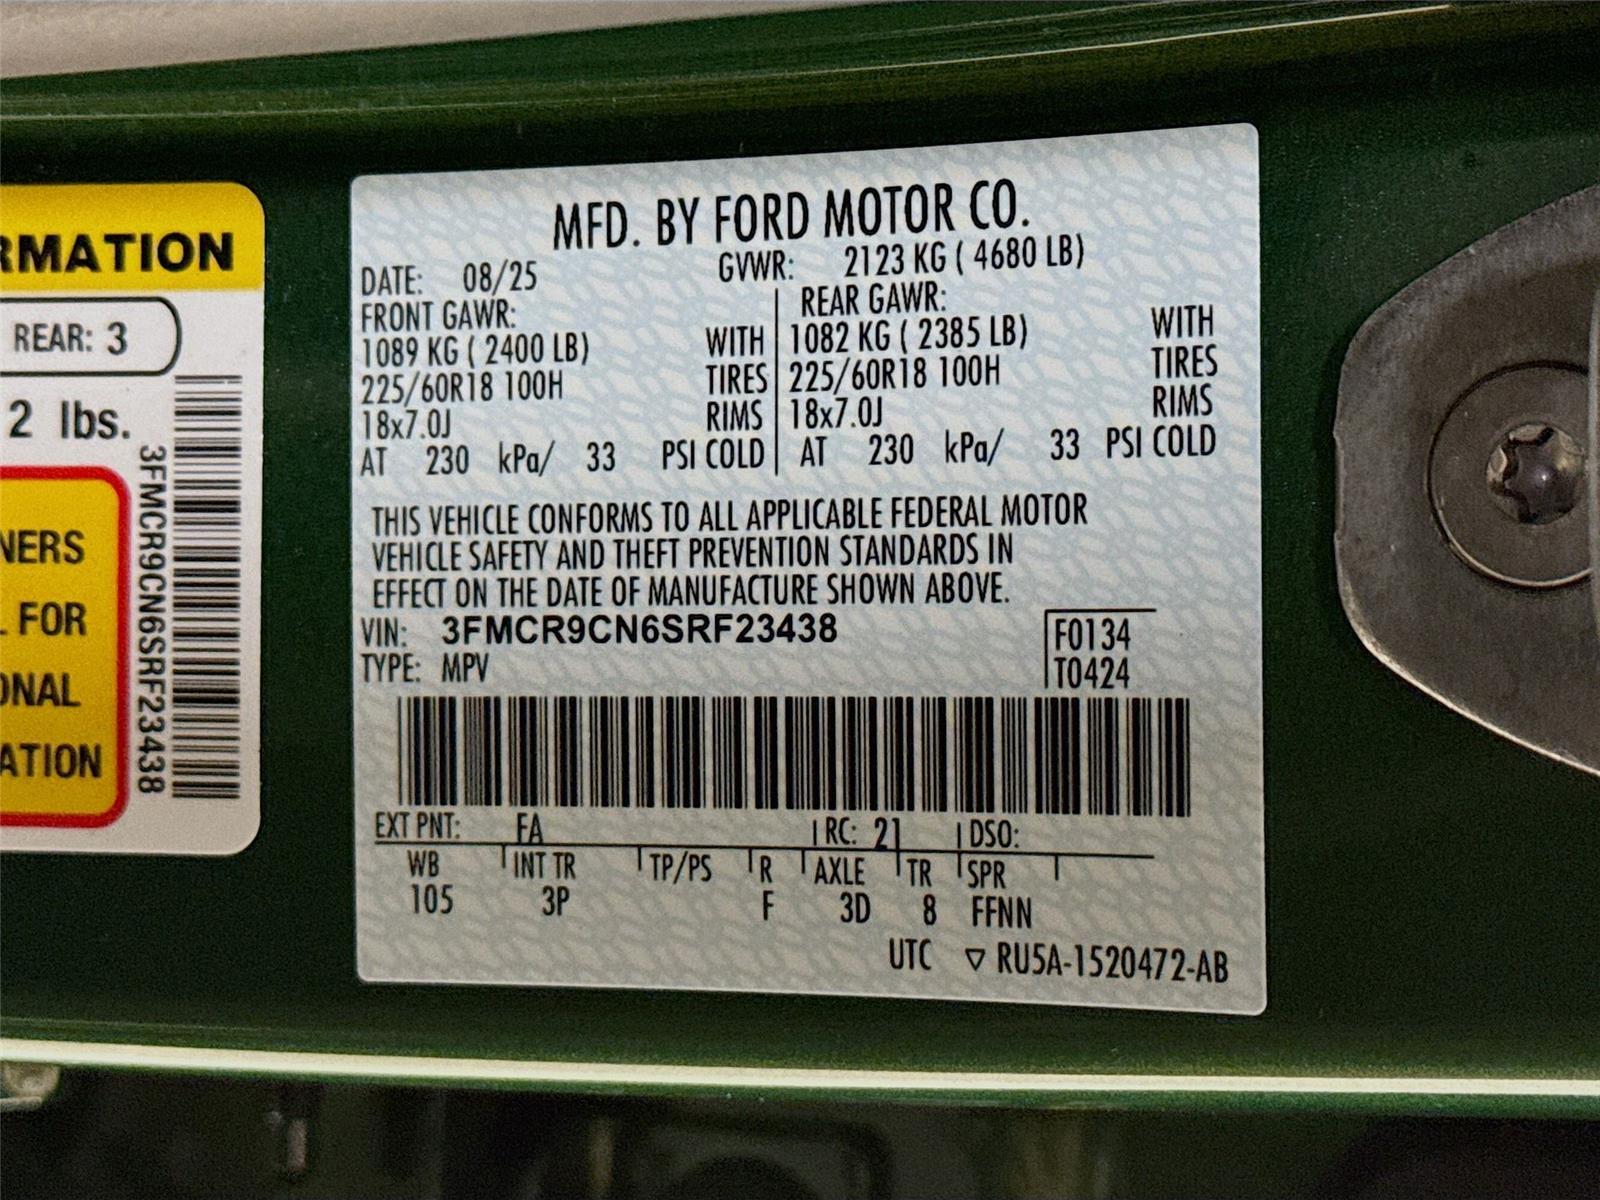 RMATION
REAR: 3
2 lbs.
3FMCR9CN6SRF23438
NERS
FOR
ONAL
ATION
MFD. BY FORD MOTOR CO.
DATE: 08/25 GVWR: 2123 KG ( 4680 LB)
FRONT GAWR: REAR GAWR:
1089 KG ( 2400 LB) WITH 1082 KG ( 2385 LB) WITH
225/60R18 100H TIRES 225/60R18 100H TIRES
18x7.0J RIMS 18x7.0J RIMS
AT 230 kPa/ 33 PSI COLD AT 230 kPa/ 33 PSI COLD
THIS VEHICLE CONFORMS TO ALL APPLICABLE FEDERAL MOTOR
VEHICLE SAFETY AND THEFT PREVENTION STANDARDS IN
EFFECT ON THE DATE OF MANUFACTURE SHOWN ABOVE.
VIN: 3FMCR9CN6SRF23438 F0134
TYPE: MPV T0424
EXT PNT: FA RC: 21 DSO:
WB INT TR TP/PS R AXLE TR SPR
105 3P F 3D 8 FFNN
UTC ▽ RU5A-1520472-AB